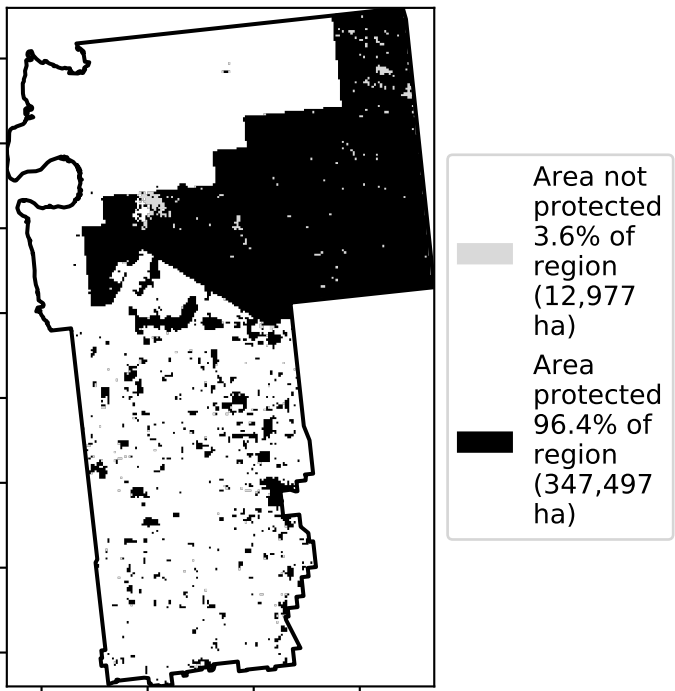 Area not
protected
3.6% of
region
(12,977
ha)
Area
protected
96.4% of
region
(347,497
ha)